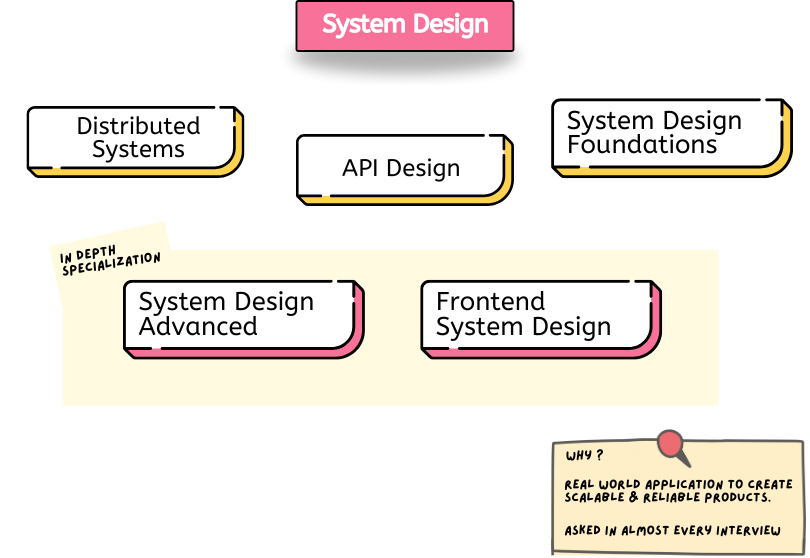 System Design
Distributed
Systems
API Design
System Design
Foundations
IN DEPTH
SPECIALIZATION
System Design
Advanced
Frontend
System Design
WHY ?
REAL WORLD APPLICATION TO CREATE
SCALABLE & RELIABLE PRODUCTS.
ASKED IN ALMOST EVERY INTERVIEW